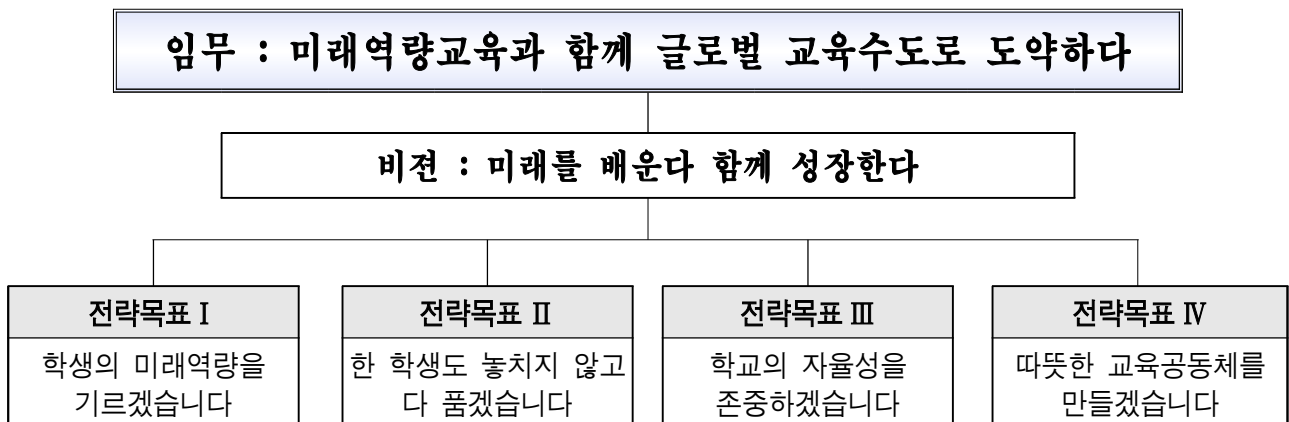 임무 : 미래역량교육과 함께 글로벌 교육수도로 도약하다
비젼 : 미래를 배운다 함께 성장한다
전략목표 Ⅰ
학생의 미래역량을
기르겠습니다
전략목표 Ⅱ
한 학생도 놓치지 않고
다 품겠습니다
전략목표 Ⅲ
학교의 자율성을
존중하겠습니다
전략목표 Ⅳ
따뜻한 교육공동체를
만들겠습니다